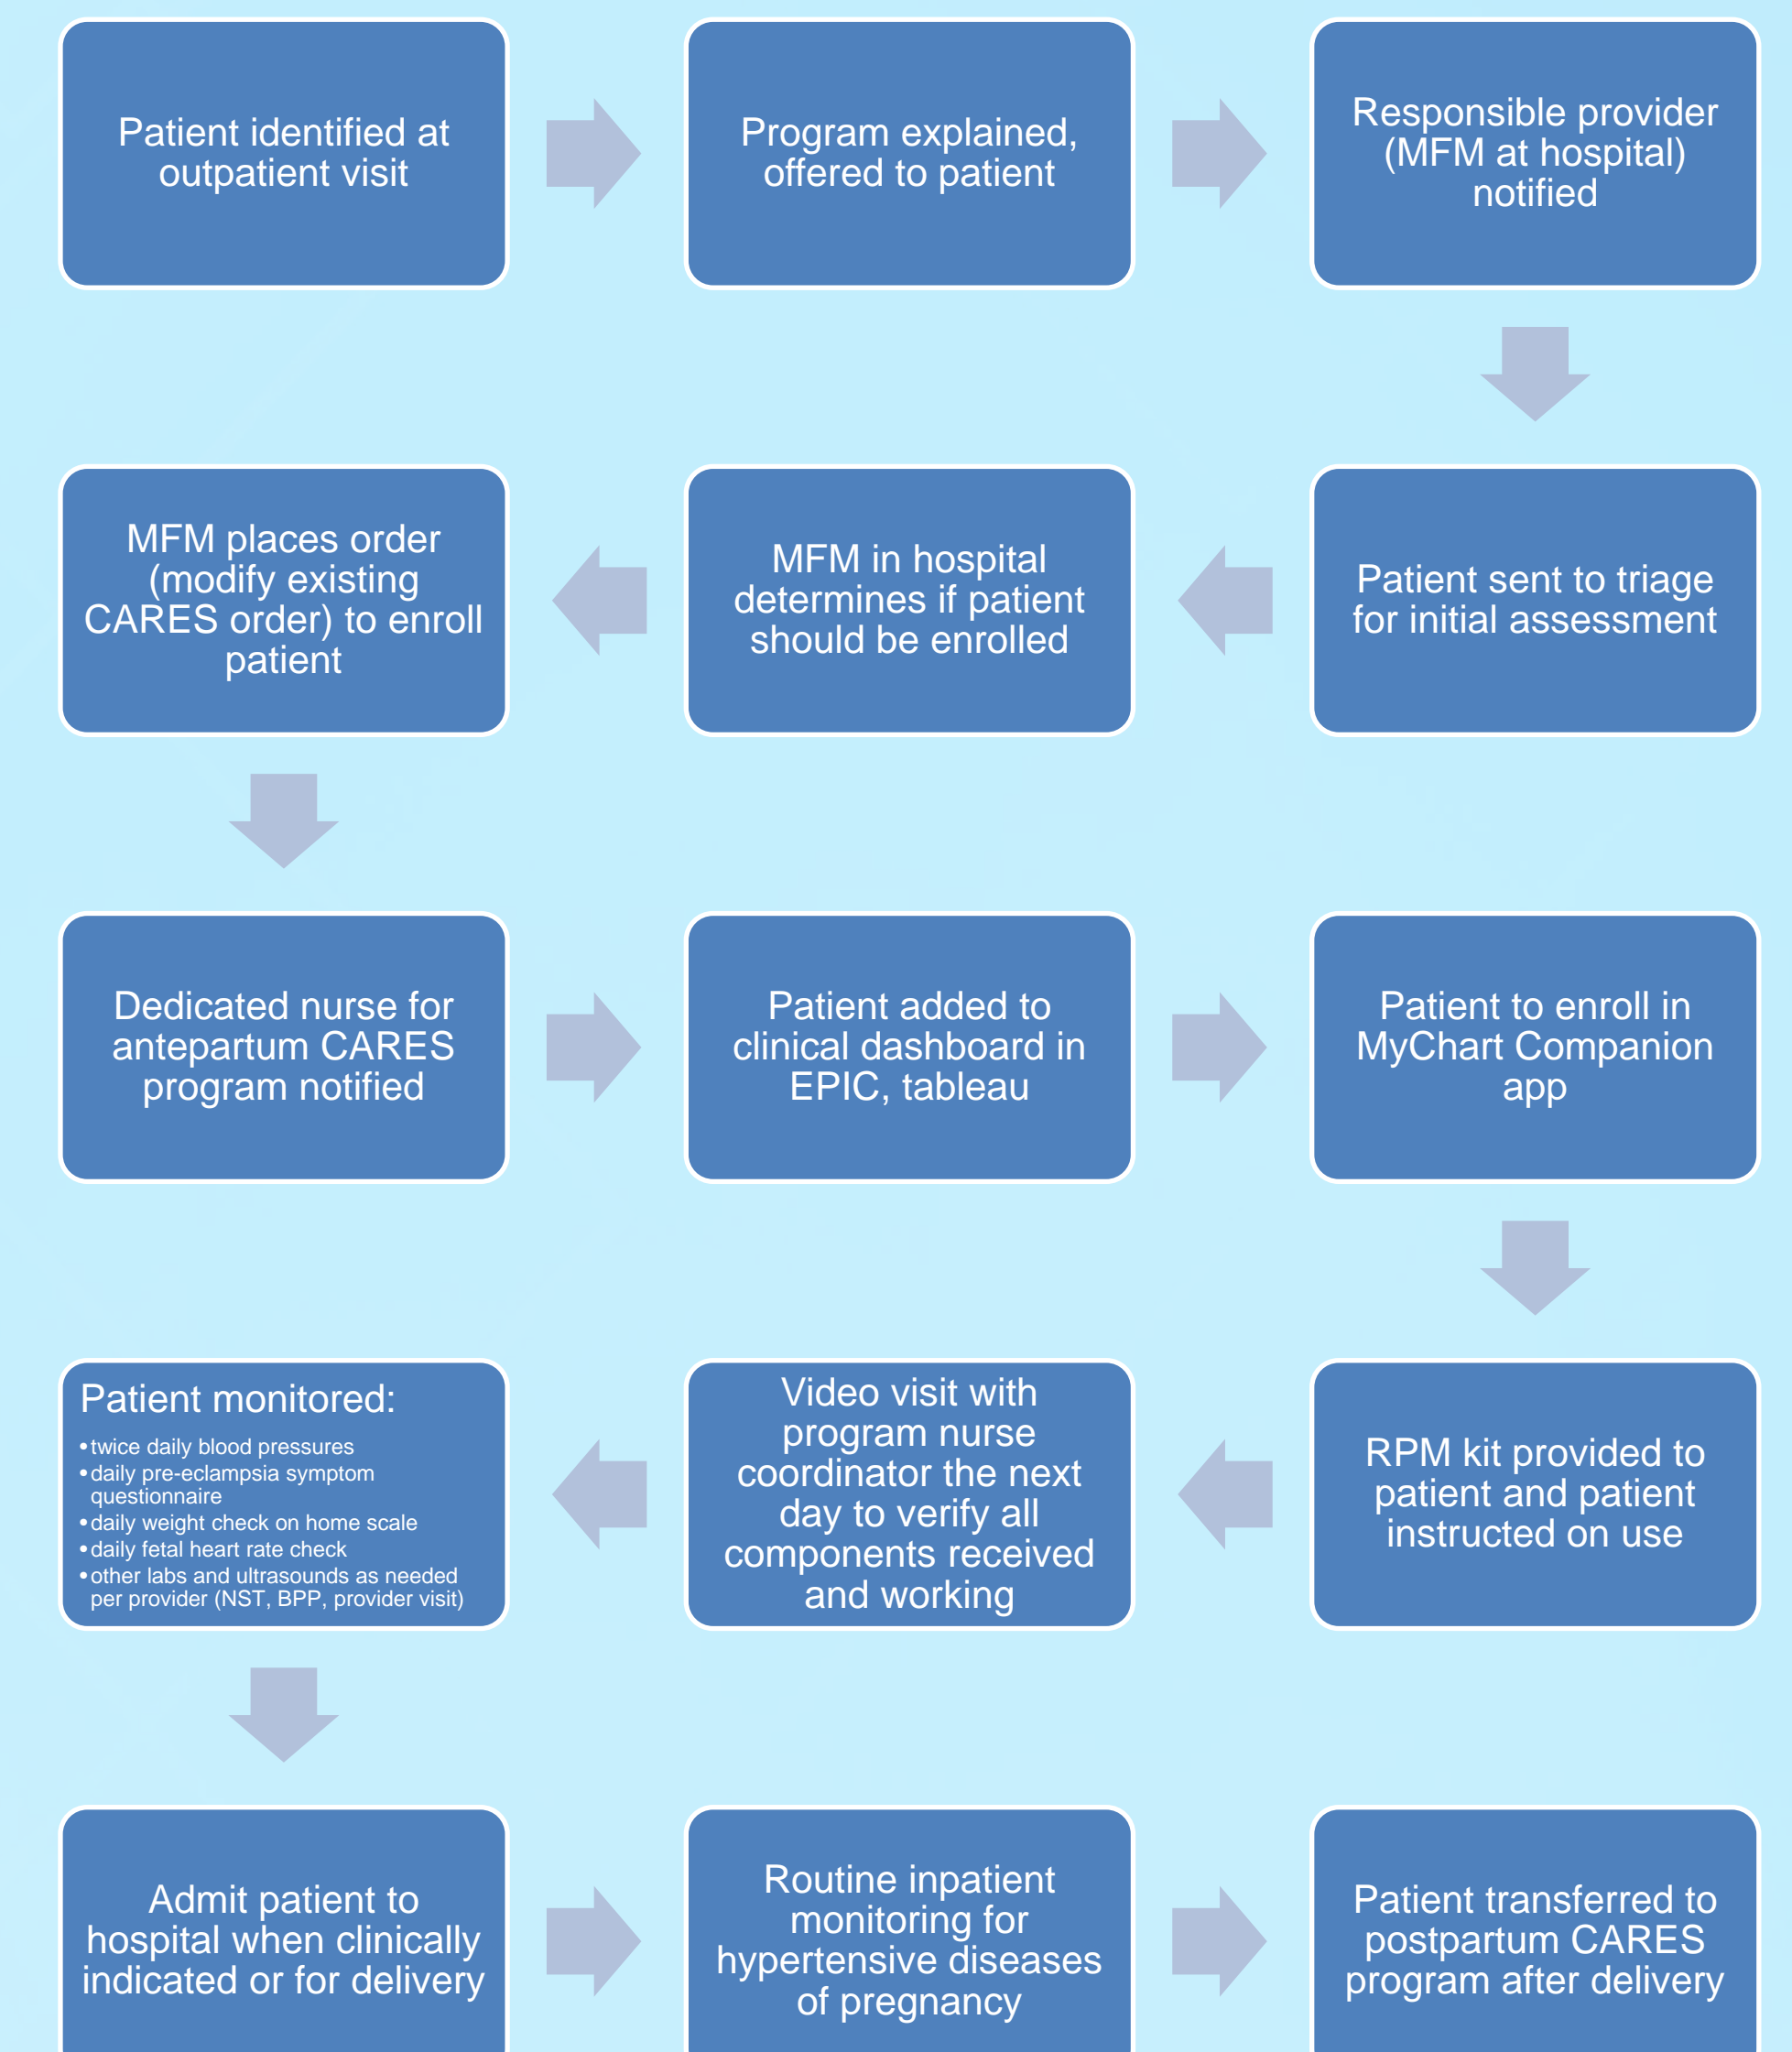 Patient identified at
outpatient visit
Program explained,
offered to patient
Responsible provider
(MFM at hospital)
notified
Patient sent to triage
for initial assessment
MFM in hospital
determines if patient
should be enrolled
MFM places order
(modify existing
CARES order) to enroll
patient
Dedicated nurse for
antepartum CARES
program notified
Patient added to
clinical dashboard in
EPIC, tableau
Patient to enroll in
MyChart Companion
app
RPM kit provided to
patient and patient
instructed on use
Video visit with
program nurse
coordinator the next
day to verify all
components received
and working
Patient monitored:
•twice daily blood pressures
•daily pre-eclampsia symptom
questionnaire
•daily weight check on home scale
•daily fetal heart rate check
•other labs and ultrasounds as needed
per provider (NST, BPP, provider visit)
Admit patient to
hospital when clinically
indicated or for delivery
Routine inpatient
monitoring for
hypertensive diseases
of pregnancy
Patient transferred to
postpartum CARES
program after delivery